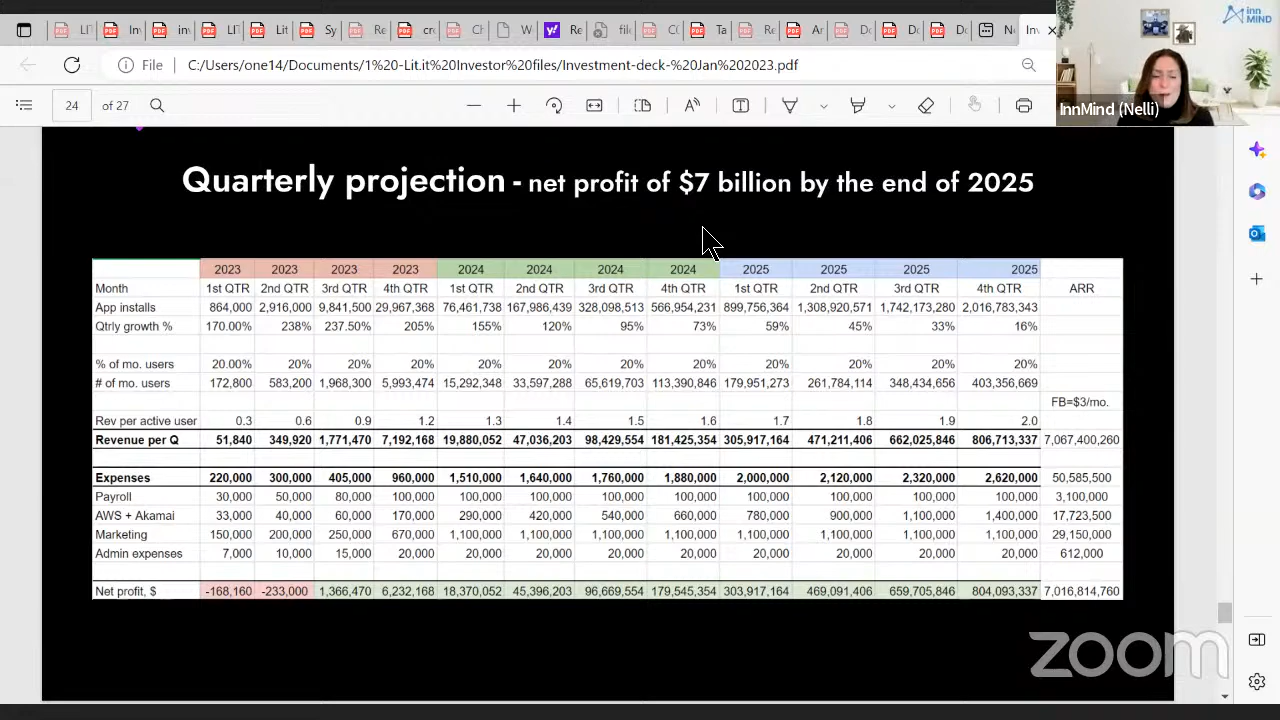 LIT
In
in
LIT
Lit
Sy
Re
cr
W
Re
file
CO
Ta
Re
Ar
De
De
Do
No
Inv
inn
MIND
File
C:/Users/one14/Documents/1%20-Lit.it%20Investor%20files/Investment-deck-%20Jan%202023.pdf
24 of 27
InnMind (Nelli)
Quarterly projection - net profit of $7 billion by the end of 2025
2023 2023 2023 2023 2024 2024 2024 2024 2025 2025 2025 2025
Month 1st QTR 2nd QTR 3rd QTR 4th QTR 1st QTR 2nd QTR 3rd QTR 4th QTR 1st QTR 2nd QTR 3rd QTR 4th QTR ARR
App installs 864,000 2,916,000 9,841,500 29,967,368 76,461,738 167,986,439 328,098,513 566,954,231 899,756,364 1,308,920,571 1,742,173,280 2,016,783,343
Qtrly growth % 170.00% 238% 237.50% 205% 155% 120% 95% 73% 59% 45% 33% 16%
% of mo. users 20.00% 20% 20% 20% 20% 20% 20% 20% 20% 20% 20% 20%
# of mo. users 172,800 583,200 1,968,300 5,993,474 15,292,348 33,597,288 65,619,703 113,390,846 179,951,273 261,784,114 348,434,656 403,356,669
FB=$3/mo.
Rev per active user 0.3 0.6 0.9 1.2 1.3 1.4 1.5 1.6 1.7 1.8 1.9 2.0
Revenue per Q 51,840 349,920 1,771,470 7,192,168 19,880,052 47,036,203 98,429,554 181,425,354 305,917,164 471,211,406 662,025,846 806,713,337 7,067,400,260
Expenses 220,000 300,000 405,000 960,000 1,510,000 1,640,000 1,760,000 1,880,000 2,000,000 2,120,000 2,320,000 2,620,000 50,585,500
Payroll 30,000 50,000 80,000 100,000 100,000 100,000 100,000 100,000 100,000 100,000 100,000 100,000 3,100,000
AWS + Akamai 33,000 40,000 60,000 170,000 290,000 420,000 540,000 660,000 780,000 900,000 1,100,000 1,400,000 17,723,500
Marketing 150,000 200,000 250,000 670,000 1,100,000 1,100,000 1,100,000 1,100,000 1,100,000 1,100,000 1,100,000 1,100,000 29,150,000
Admin expenses 7,000 10,000 15,000 20,000 20,000 20,000 20,000 20,000 20,000 20,000 20,000 20,000 612,000
Net profit, $ -168,160 -233,000 1,366,470 6,232,168 18,370,052 45,396,203 96,669,554 179,545,354 303,917,164 469,091,406 659,705,846 804,093,337 7,016,814,760
zoom